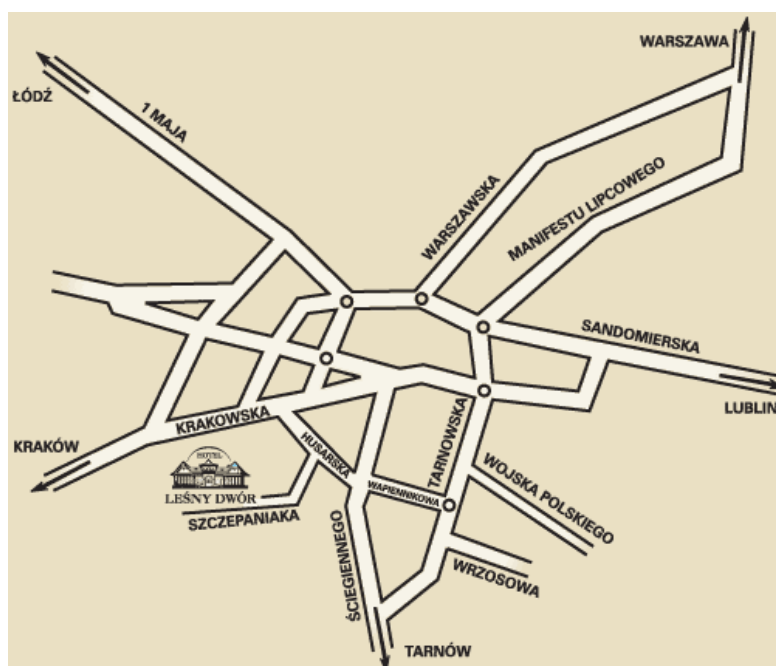 WARSZAWA
ŁÓDŹ
1 MAJA
WARSZAWSKA
MANIFESTU LIPCOWEGO
SANDOMIERSKA
LUBLIN
KRAKOWSKA
TARNOWSKA
KRAKÓW
HOTEL
LEŚNY DWÓR
HUSARSKA
WAPIENNIKOWA
WOJSKA POLSKIEGO
SZCZEPANIAKA
ŚCIEGIENNEGO
WRZOSOWA
TARNÓW